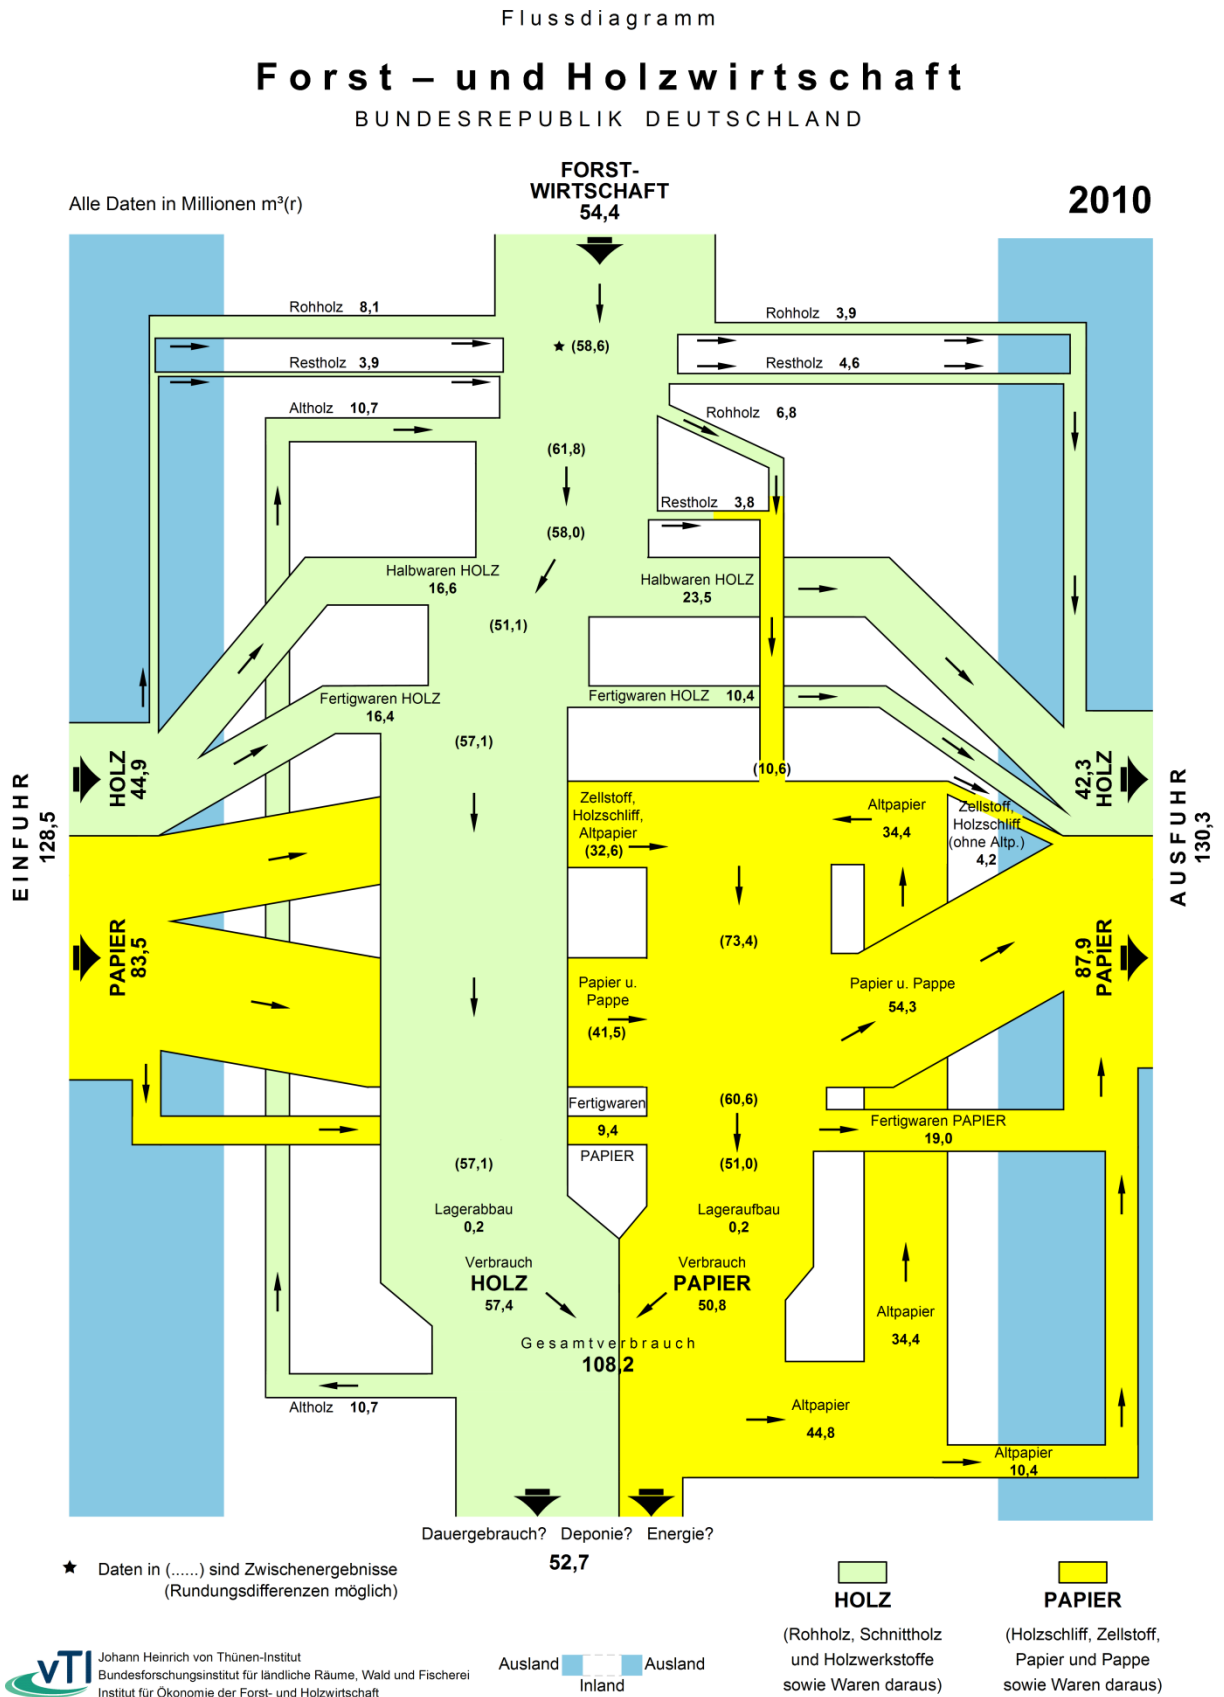 Flussdiagramm
Forst – und Holzwirtschaft
BUNDESREPUBLIK DEUTSCHLAND
FORST-
WIRTSCHAFT
54,4
Alle Daten in Millionen m³(r)
2010
Rohholz 8,1
Rohholz 3,9
★ (58,6)
Restholz 3,9
Restholz 4,6
Altholz 10,7
Rohholz 6,8
(61,8)
Restholz 3,8
(58,0)
Halbwaren HOLZ
16,6
Halbwaren HOLZ
23,5
(51,1)
Fertigwaren HOLZ
16,4
Fertigwaren HOLZ 10,4
(57,1)
(10,6)
EINFUHR
128,5
HOLZ
44,9
42,3
HOLZ
AUSFUHR
130,3
Zellstoff,
Holzschliff,
Altpapier
(32,6)
Altpapier
34,4
Zellstoff,
Holzschliff
(ohne Altp.)
4,2
PAPIER
83,5
87,9
PAPIER
(73,4)
Papier u.
Pappe
(41,5)
Papier u. Pappe
54,3
Fertigwaren
9,4
PAPIER
(60,6)
Fertigwaren PAPIER
19,0
(57,1)
(51,0)
Lagerabbau
0,2
Lageraufbau
0,2
Verbrauch
HOLZ
57,4
Verbrauch
PAPIER
50,8
Gesamtverbrauch
108,2
Altpapier
34,4
Altholz 10,7
Altpapier
44,8
Altpapier
10,4
Dauergebrauch? Deponie? Energie?
52,7
★ Daten in (......) sind Zwischenergebnisse
(Rundungsdifferenzen möglich)
HOLZ
(Rohholz, Schnittholz
und Holzwerkstoffe
sowie Waren daraus)
PAPIER
(Holzschliff, Zellstoff,
Papier und Pappe
sowie Waren daraus)
vTI
Johann Heinrich von Thünen-Institut
Bundesforschungsinstitut für ländliche Räume, Wald und Fischerei
Institut für Ökonomie der Forst- und Holzwirtschaft
Ausland Ausland
Inland